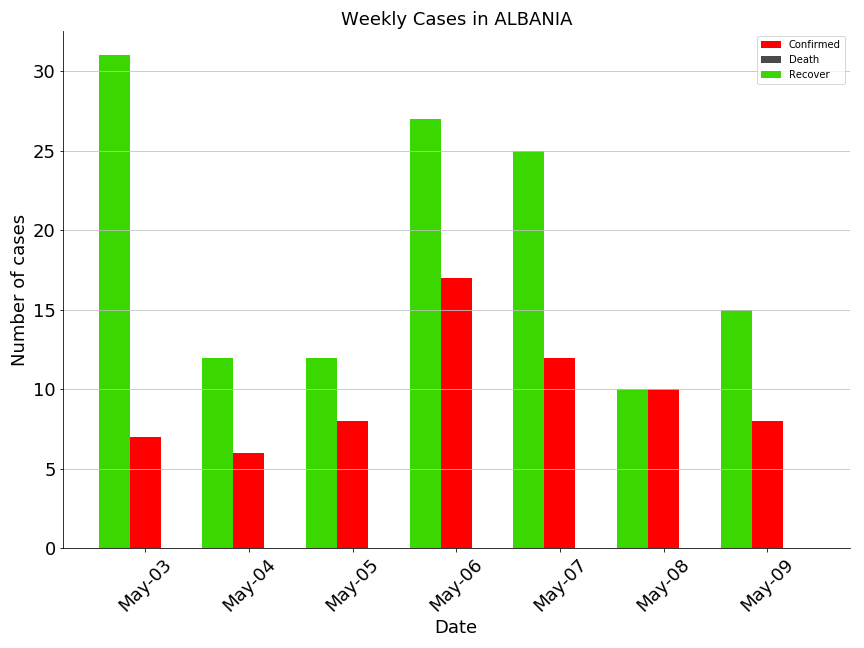 Weekly Cases in ALBANIA
Confirmed
Death
Recover
Number of cases
30
25
20
15
10
5
0
May-03
May-04
May-05
May-06
May-07
May-08
May-09
Date